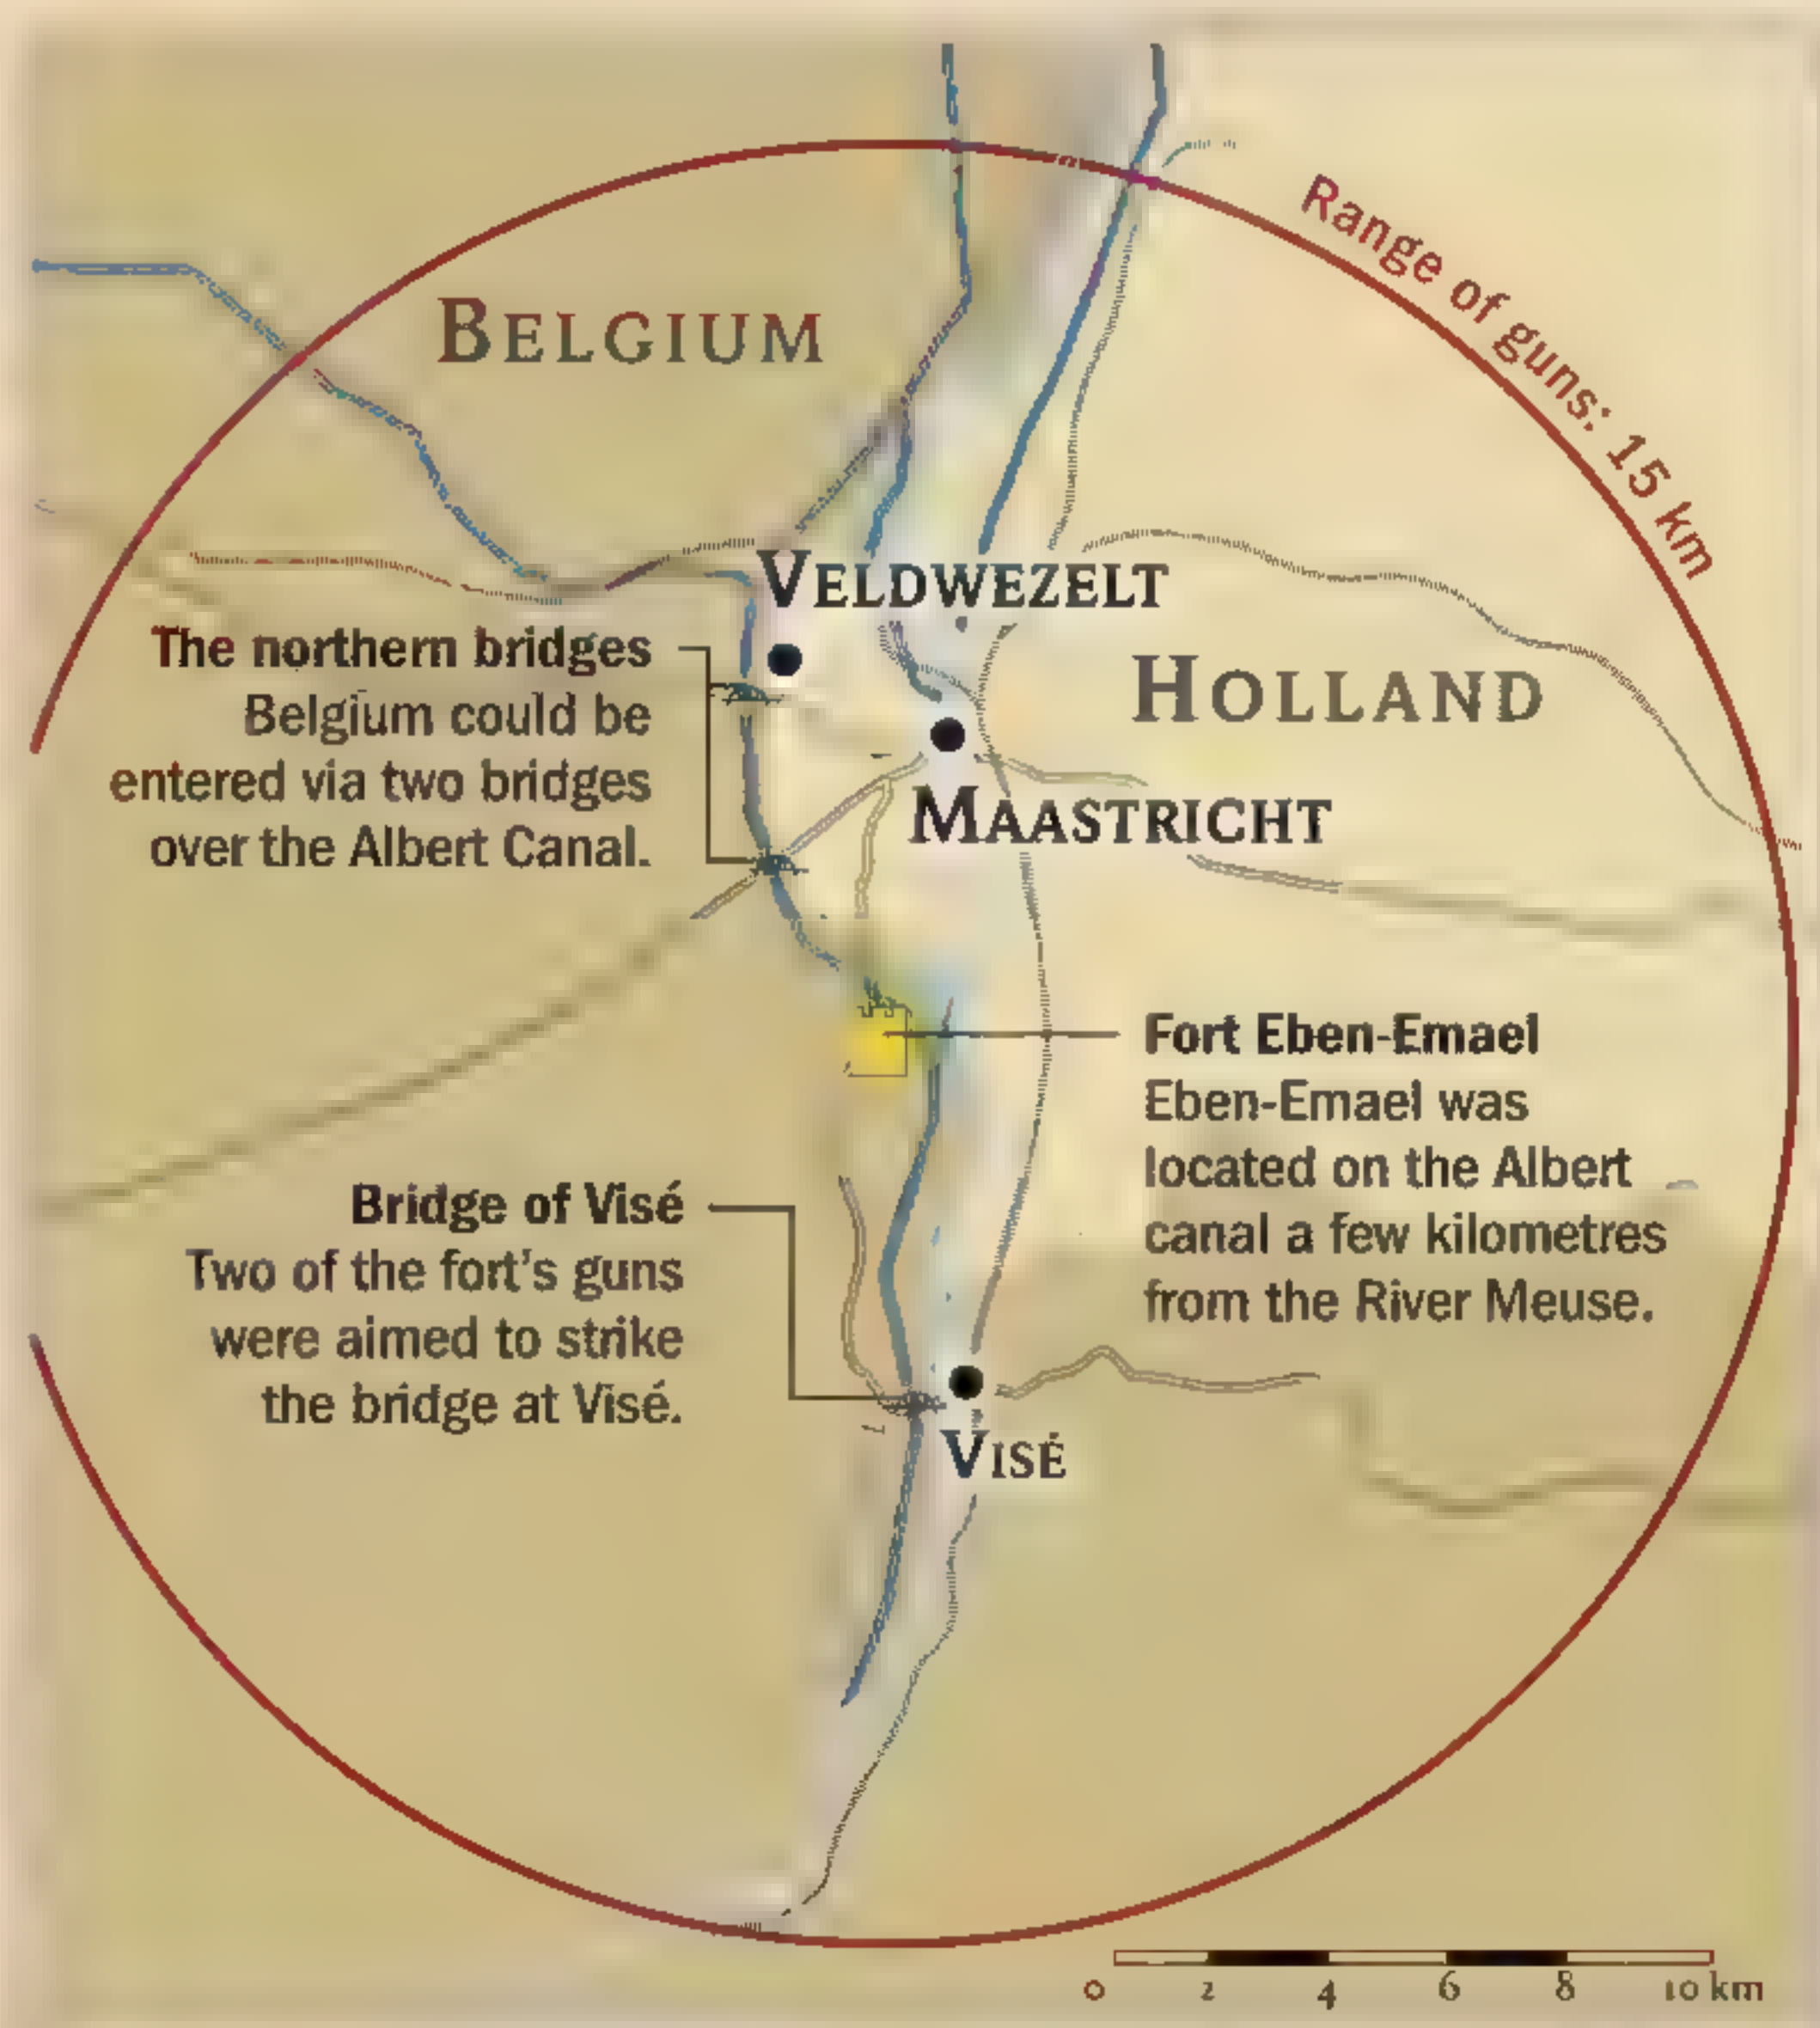 Range of guns: 15 km
BELGIUM
VELDWEZELT
The northern bridges
Belgium could be
entered via two bridges
over the Albert Canal.
HOLLAND
MAASTRICHT
Fort Eben-Emael
Eben-Emael was
located on the Albert
canal a few kilometres
from the River Meuse.
Bridge of Visé
Two of the fort's guns
were aimed to strike
the bridge at Visé.
VISÉ
0 2 4 6 8 10 km